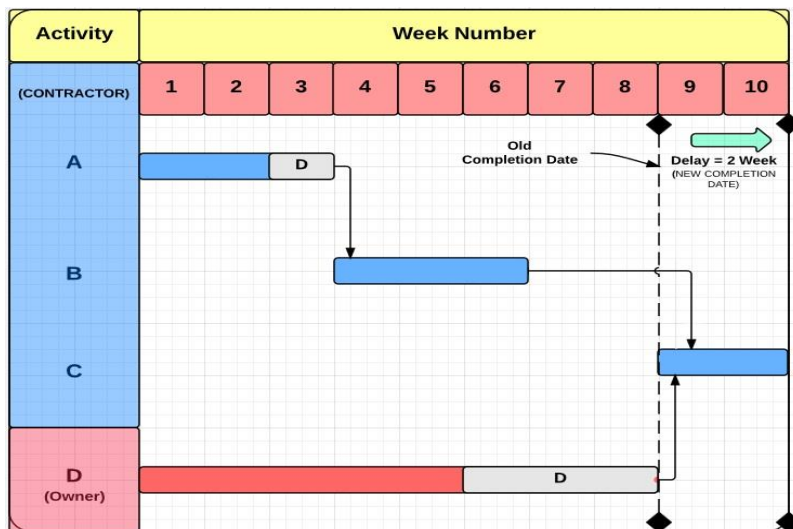 Activity
Week Number
(CONTRACTOR)
1
2
3
4
5
6
7
8
9
10
A
D
Old
Completion Date
Delay = 2 Week
(NEW COMPLETION
DATE)
B
C
D
(Owner)
D